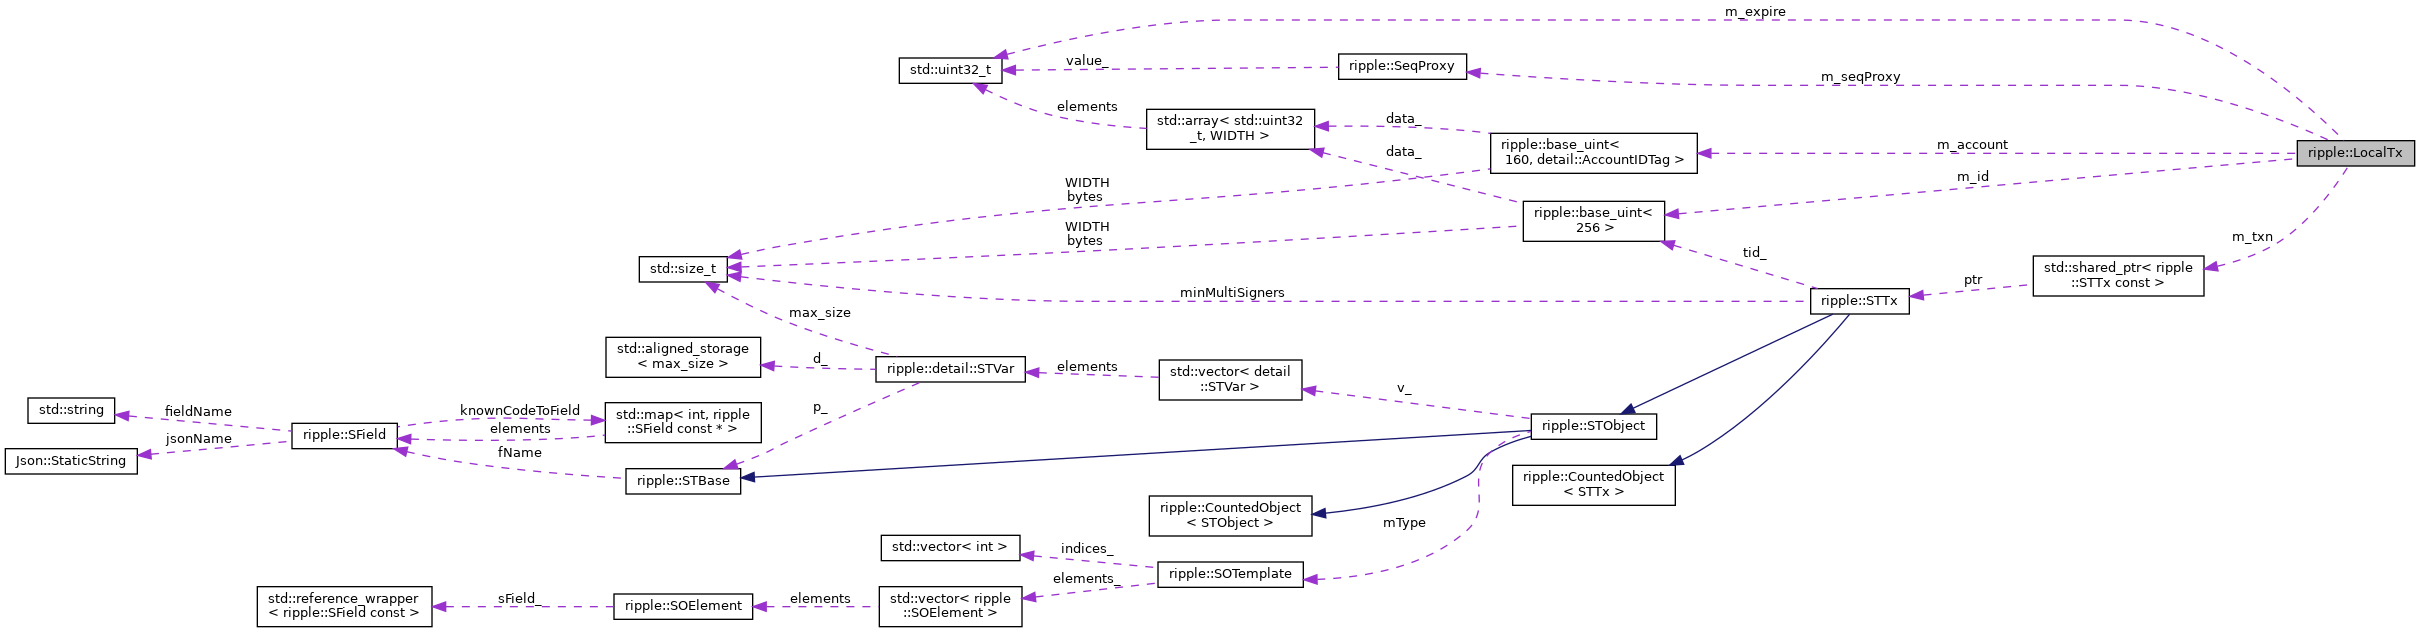 m_expire
std::uint32_t
value_
ripple::SeqProxy
m_seqProxy
elements
std::array< std::uint32
_t, WIDTH >
data_
data_
ripple::base_uint<
160, detail::AccountIDTag >
m_account
ripple::LocalTx
m_id
WIDTH
bytes
ripple::base_uint<
256 >
WIDTH
bytes
m_txn
tid_
std::size_t
std::shared_ptr< ripple
::STTx const >
ptr
minMultiSigners
ripple::STTx
max_size
std::aligned_storage
< max_size >
d_
ripple::detail::STVar
elements
std::vector< detail
::STVar >
v_
std::string
fieldName
knownCodeToField
std::map< int, ripple
::SField const * >
p_
elements
ripple::SField
jsonName
Json::StaticString
fName
ripple::STObject
ripple::STBase
ripple::CountedObject
< STTx >
ripple::CountedObject
< STObject >
mType
std::vector< int >
indices_
ripple::SOTemplate
elements_
std::reference_wrapper
< ripple::SField const >
sField_
ripple::SOElement
elements
std::vector< ripple
::SOElement >